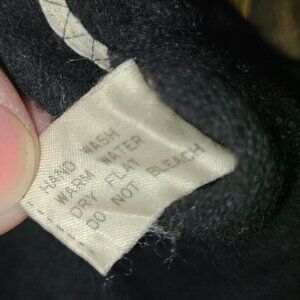 HAND WASH
WARM WATER
DRY FLAT
DO NOT BLEACH